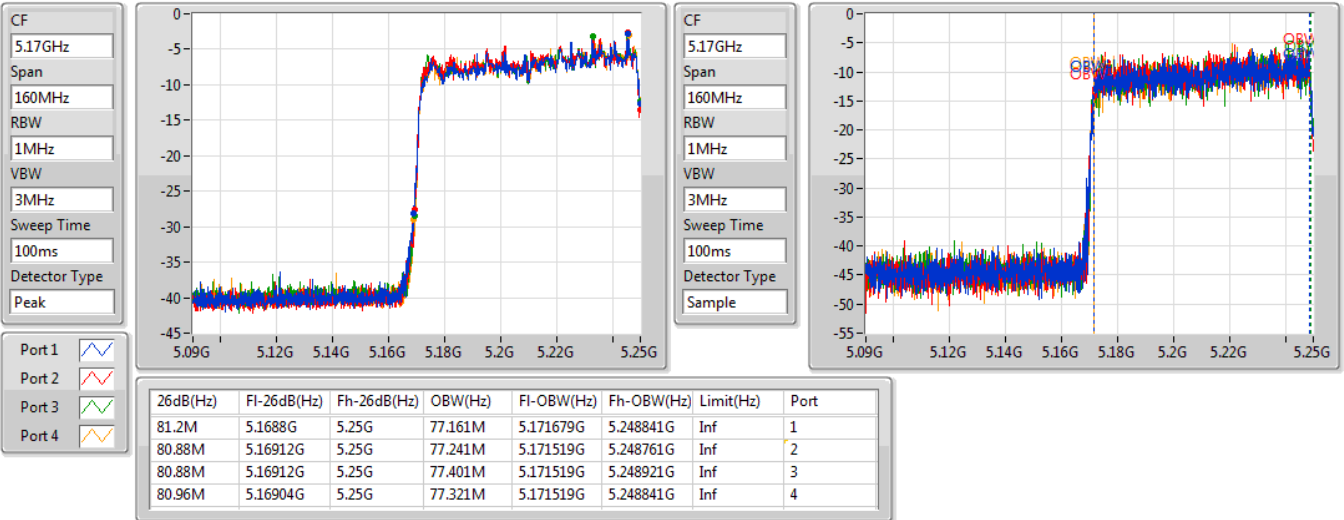 CF
5.17GHz
Span
160MHz
RBW
1MHz
VBW
3MHz
Sweep Time
100ms
Detector Type
Peak
0
-5
-10
-15
-20
-25
-30
-35
-40
-45
5.09G 5.12G 5.14G 5.16G 5.18G 5.2G 5.22G 5.25G
CF
5.17GHz
Span
160MHz
RBW
1MHz
VBW
3MHz
Sweep Time
100ms
Detector Type
Sample
0
-5
-10
-15
-20
-25
-30
-35
-40
-45
-50
-55
OBW
OBW
5.09G 5.12G 5.14G 5.16G 5.18G 5.2G 5.22G 5.25G
Port 1
Port 2
Port 3
Port 4
26dB(Hz) Fl-26dB(Hz) Fh-26dB(Hz) OBW(Hz) Fl-OBW(Hz) Fh-OBW(Hz) Limit(Hz) Port
81.2M 5.1688G 5.25G 77.161M 5.171679G 5.248841G Inf 1
80.88M 5.16912G 5.25G 77.241M 5.171519G 5.248761G Inf 2
80.88M 5.16912G 5.25G 77.401M 5.171519G 5.248921G Inf 3
80.96M 5.16904G 5.25G 77.321M 5.171519G 5.248841G Inf 4